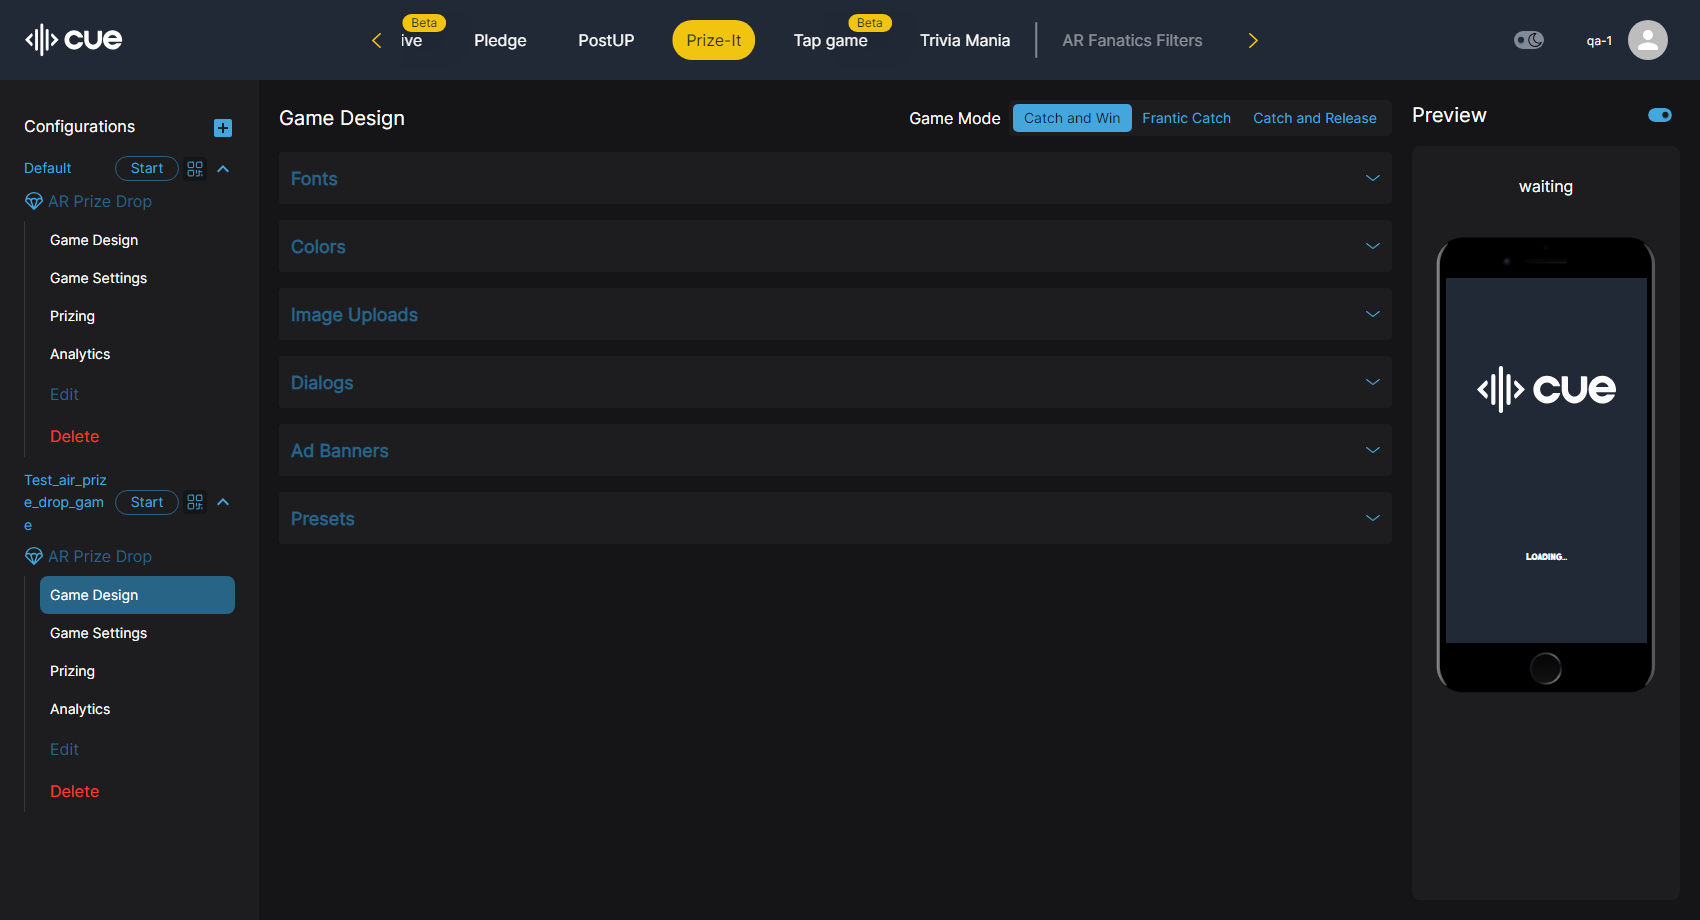 cue
Beta
Beta
ive
Pledge
PostUP
Prize-It
Tap game
Trivia Mania
AR Fanatics Filters
qa-1
Configurations
Default
Start
AR Prize Drop
Game Design
Game Settings
Prizing
Analytics
Edit
Delete
Test_air_priz
e_drop_gam
e
Start
AR Prize Drop
Game Design
Game Settings
Prizing
Analytics
Edit
Delete
Game Design
Game Mode
Catch and Win
Frantic Catch
Catch and Release
Fonts
Colors
Image Uploads
Dialogs
Ad Banners
Presets
Preview
waiting
cue
LOADING...